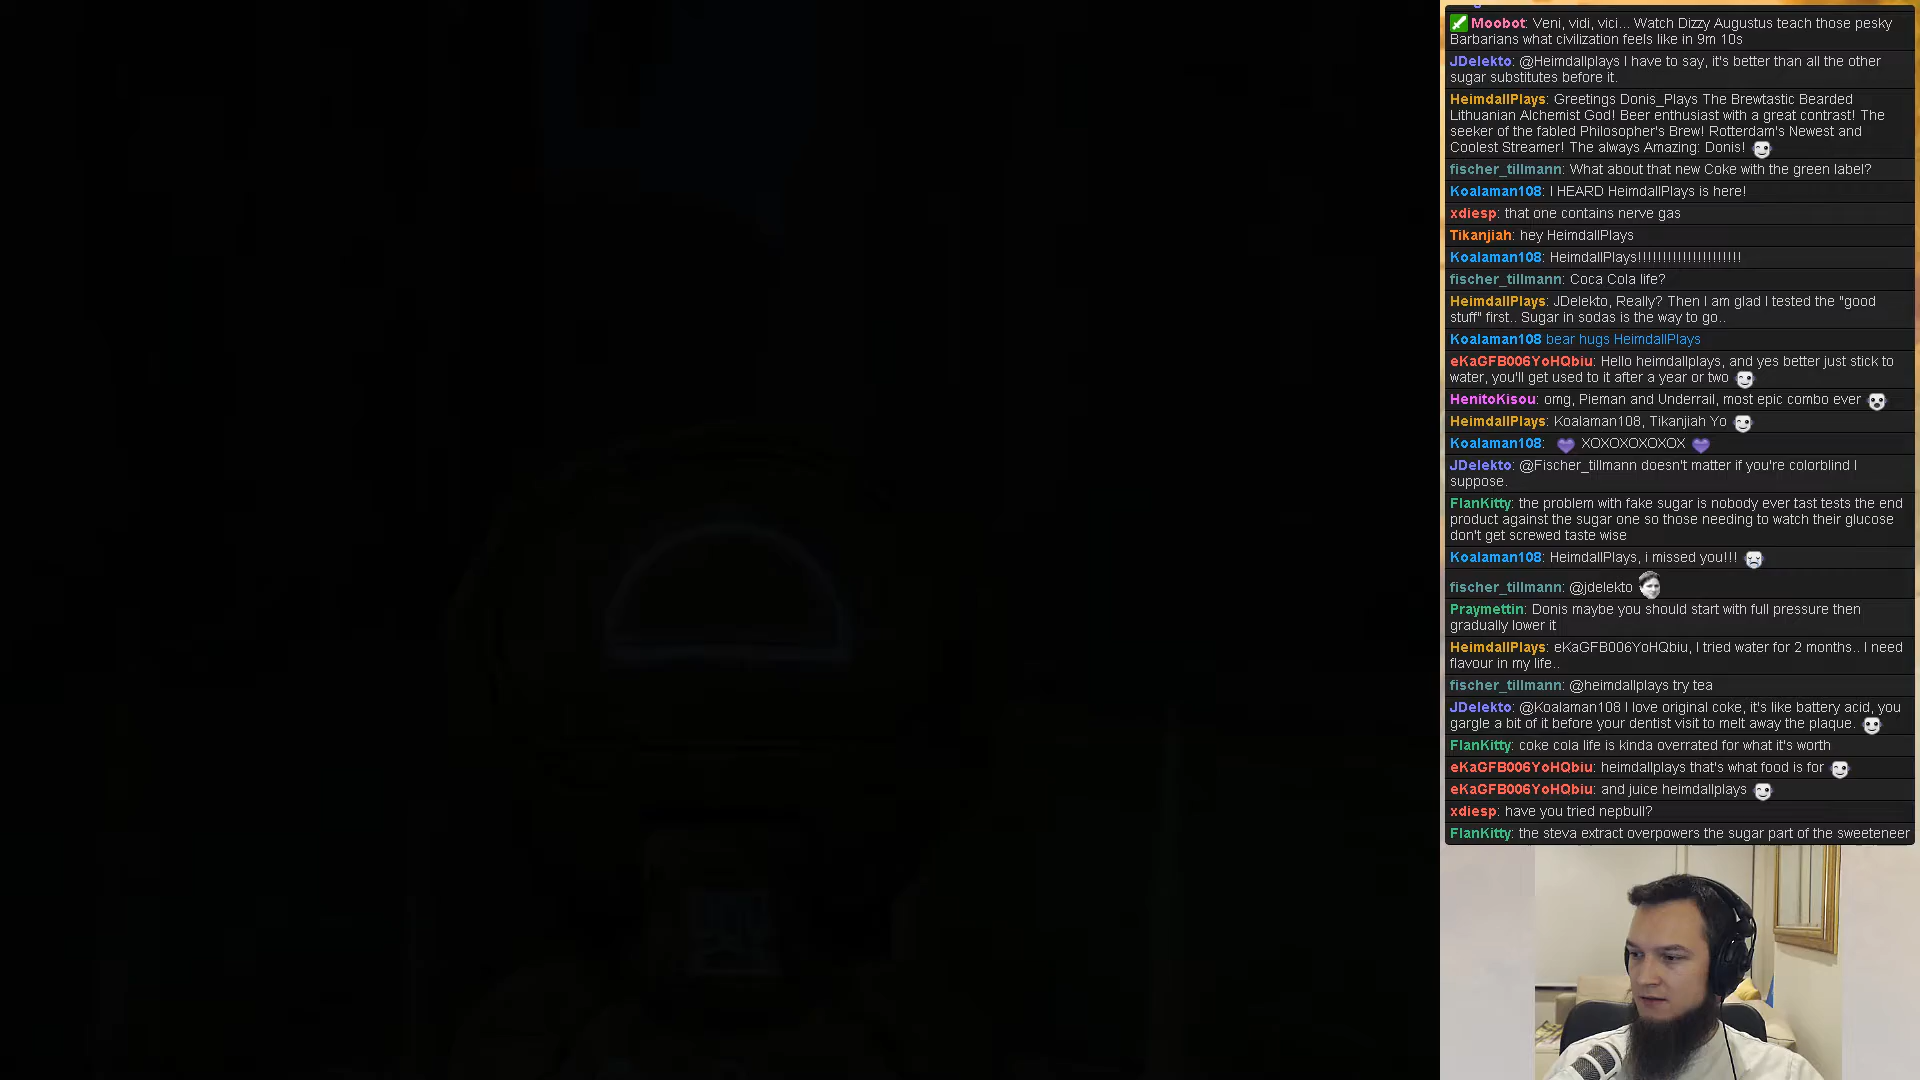 Moobot: Veni, vidi, vici... Watch Dizzy Augustus teach those pesky
Barbarians what civilization feels like in 9m 10s
JDelekto: @Heimdallplays I have to say, it's better than all the other
sugar substitutes before it.
HeimdallPlays: Greetings Donis_Plays The Brewtastic Bearded
Lithuanian Alchemist God! Beer enthusiast with a great contrast! The
seeker of the fabled Philosopher's Brew! Rotterdam's Newest and
Coolest Streamer! The always Amazing: Donis!
fischer_tillmann: What about that new Coke with the green label?
Koalaman108: I HEARD HeimdallPlays is here!
xdiesp: that one contains nerve gas
Tikanjiah: hey HeimdallPlays
Koalaman108: HeimdallPlays!!!!!!!!!!!!!!!!!!!!!
fischer_tillmann: Coca Cola life?
HeimdallPlays: JDelekto, Really? Then I am glad I tested the "good
stuff" first.. Sugar in sodas is the way to go..
Koalaman108 bear hugs HeimdallPlays
eKaGFB006YoHQbiu: Hello heimdallplays, and yes better just stick to
water, you'll get used to it after a year or two
HenitoKisou: omg, Pieman and Underrail, most epic combo ever
HeimdallPlays: Koalaman108, Tikanjiah Yo
Koalaman108: XOXOXOXOXOX
JDelekto: @Fischer_tillmann doesn't matter if you're colorblind I
suppose.
FlanKitty: the problem with fake sugar is nobody ever tast tests the end
product against the sugar one so those needing to watch their glucose
don't get screwed taste wise
Koalaman108: HeimdallPlays, i missed you!!!
fischer_tillmann: @jdelekto
Praymettin: Donis maybe you should start with full pressure then
gradually lower it
HeimdallPlays: eKaGFB006YoHQbiu, I tried water for 2 months.. I need
flavour in my life..
fischer_tillmann: @heimdallplays try tea
JDelekto: @Koalaman108 I love original coke, it's like battery acid, you
gargle a bit of it before your dentist visit to melt away the plaque.
FlanKitty: coke cola life is kinda overrated for what it's worth
eKaGFB006YoHQbiu: heimdallplays that's what food is for
eKaGFB006YoHQbiu: and juice heimdallplays
xdiesp: have you tried nepbull?
FlanKitty: the steva extract overpowers the sugar part of the sweeteneer